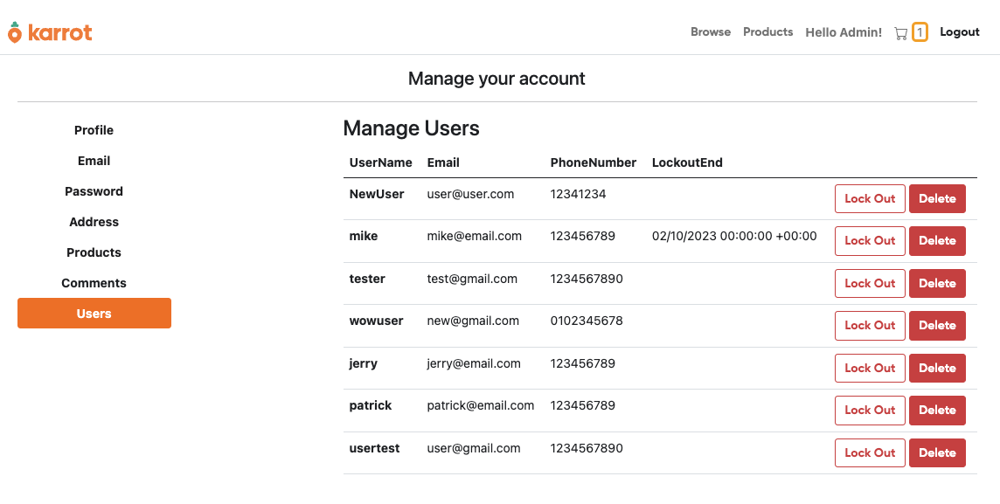 karrot
Browse Products Hello Admin! 1 Logout
Manage your account
Profile
Email
Password
Address
Products
Comments
Users
Manage Users
UserName Email PhoneNumber LockoutEnd
NewUser user@user.com 12341234 Lock Out Delete
mike mike@email.com 123456789 02/10/2023 00:00:00 +00:00 Lock Out Delete
tester test@gmail.com 1234567890 Lock Out Delete
wowuser new@gmail.com 0102345678 Lock Out Delete
jerry jerry@email.com 123456789 Lock Out Delete
patrick patrick@email.com 123456789 Lock Out Delete
usertest user@gmail.com 1234567890 Lock Out Delete